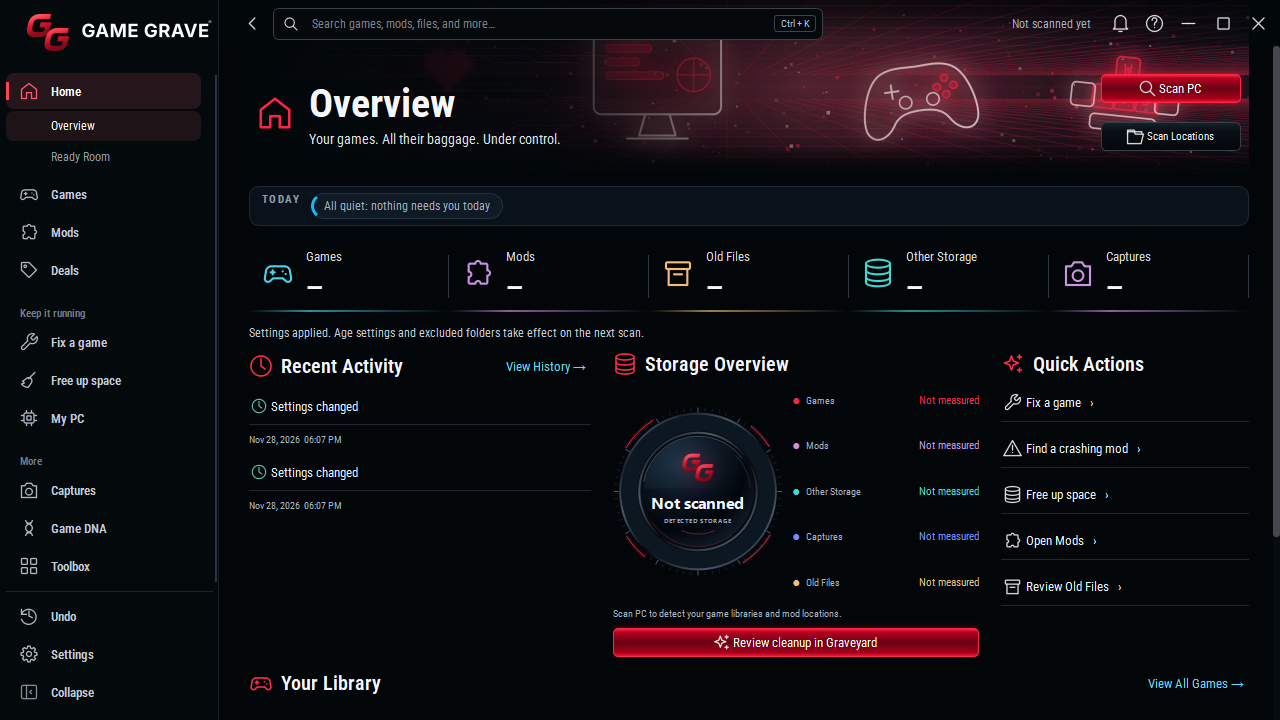 GAME GRAVE
Search games, mods, files, and more...
Ctrl + K
Not scanned yet
Home
Overview
Ready Room
Games
Mods
Deals
Keep it running
Fix a game
Free up space
My PC
More
Captures
Game DNA
Toolbox
Undo
Settings
Collapse
Overview
Your games. All their baggage. Under control.
W
Scan PC
Scan Locations
TODAY
All quiet: nothing needs you today
Games
—
Mods
—
Old Files
—
Other Storage
—
Captures
—
Settings applied. Age settings and excluded folders take effect on the next scan.
Recent Activity
View History →
Settings changed
Nov 28, 2026 06:07 PM
Settings changed
Nov 28, 2026 06:07 PM
Storage Overview
GG
Not scanned
DETECTED STORAGE
Games Not measured
Mods Not measured
Other Storage Not measured
Captures Not measured
Old Files Not measured
Scan PC to detect your game libraries and mod locations.
Review cleanup in Graveyard
Quick Actions
Fix a game ›
Find a crashing mod ›
Free up space ›
Open Mods ›
Review Old Files ›
Your Library
View All Games →